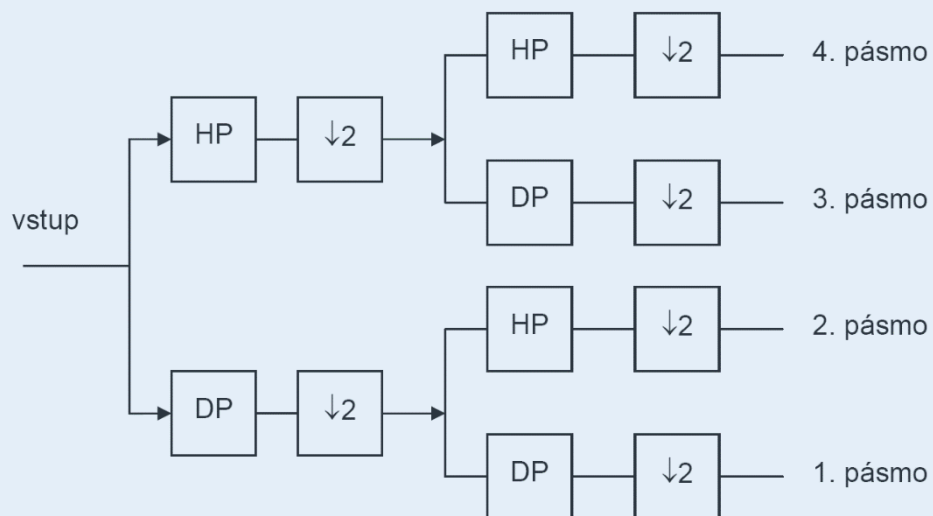 HP ↓2 4. pásmo
HP ↓2
DP ↓2 3. pásmo
vstup
HP ↓2 2. pásmo
DP ↓2
DP ↓2 1. pásmo